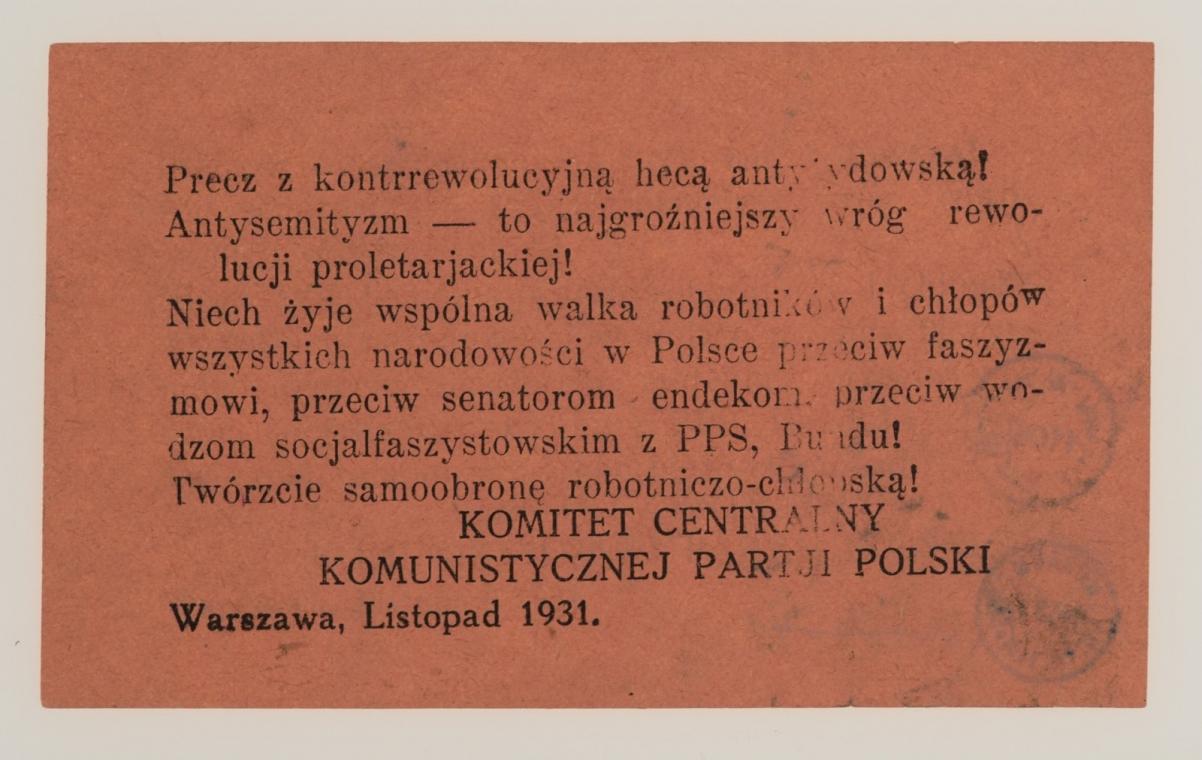 Precz z kontrrewolucyjną hecą antyżydowską!
Antysemityzm — to najgroźniejszy wróg rewo-
lucji proletarjackiej!
Niech żyje wspólna walka robotników i chłopów
wszystkich narodowości w Polsce przeciw faszyz-
mowi, przeciw senatorom endekom, przeciw wo-
dzom socjalfaszystowskim z PPS, Bundu!
Twórzcie samoobronę robotniczo-chłopską!
KOMITET CENTRALNY
KOMUNISTYCZNEJ PARTJI POLSKI
Warszawa, Listopad 1931.